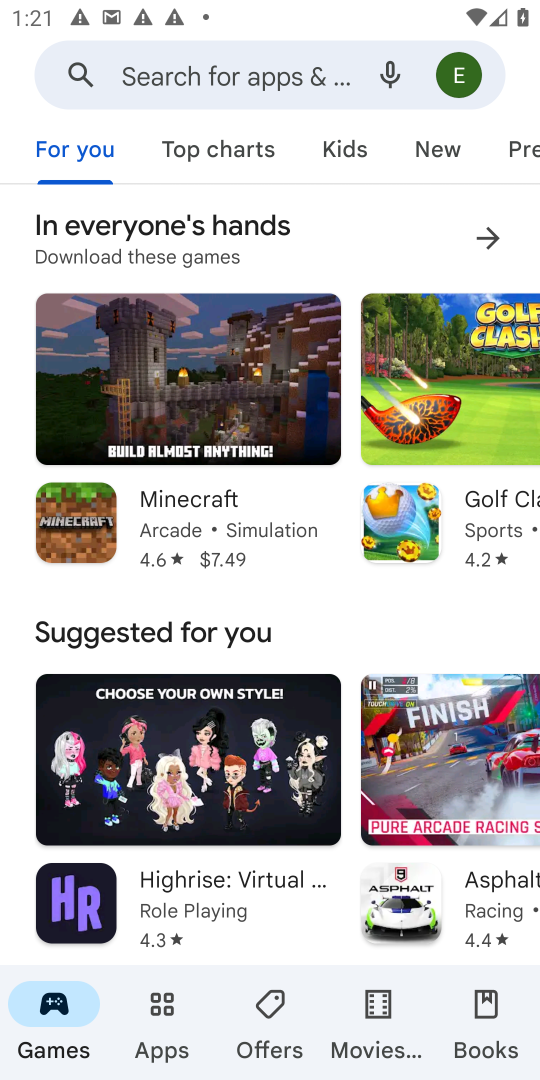 1:21
Search for apps & ...
E
For you
Top charts
Kids
New
Pre
In everyone's hands
Download these games
BUILD ALMOST ANYTHING!
GOLF
CLASH
MINECRAFT
Minecraft
Arcade • Simulation
4.6★ $7.49
Golf Cla
Sports •
4.2★
Suggested for you
CHOOSE YOUR OWN STYLE!
FINISH
PURE ARCADE RACING S
HR
Highrise: Virtual ...
Role Playing
4.3★
9
ASPHALT
Asphalt
Racing •
4.4★
Games
Apps
Offers
Movies...
Books